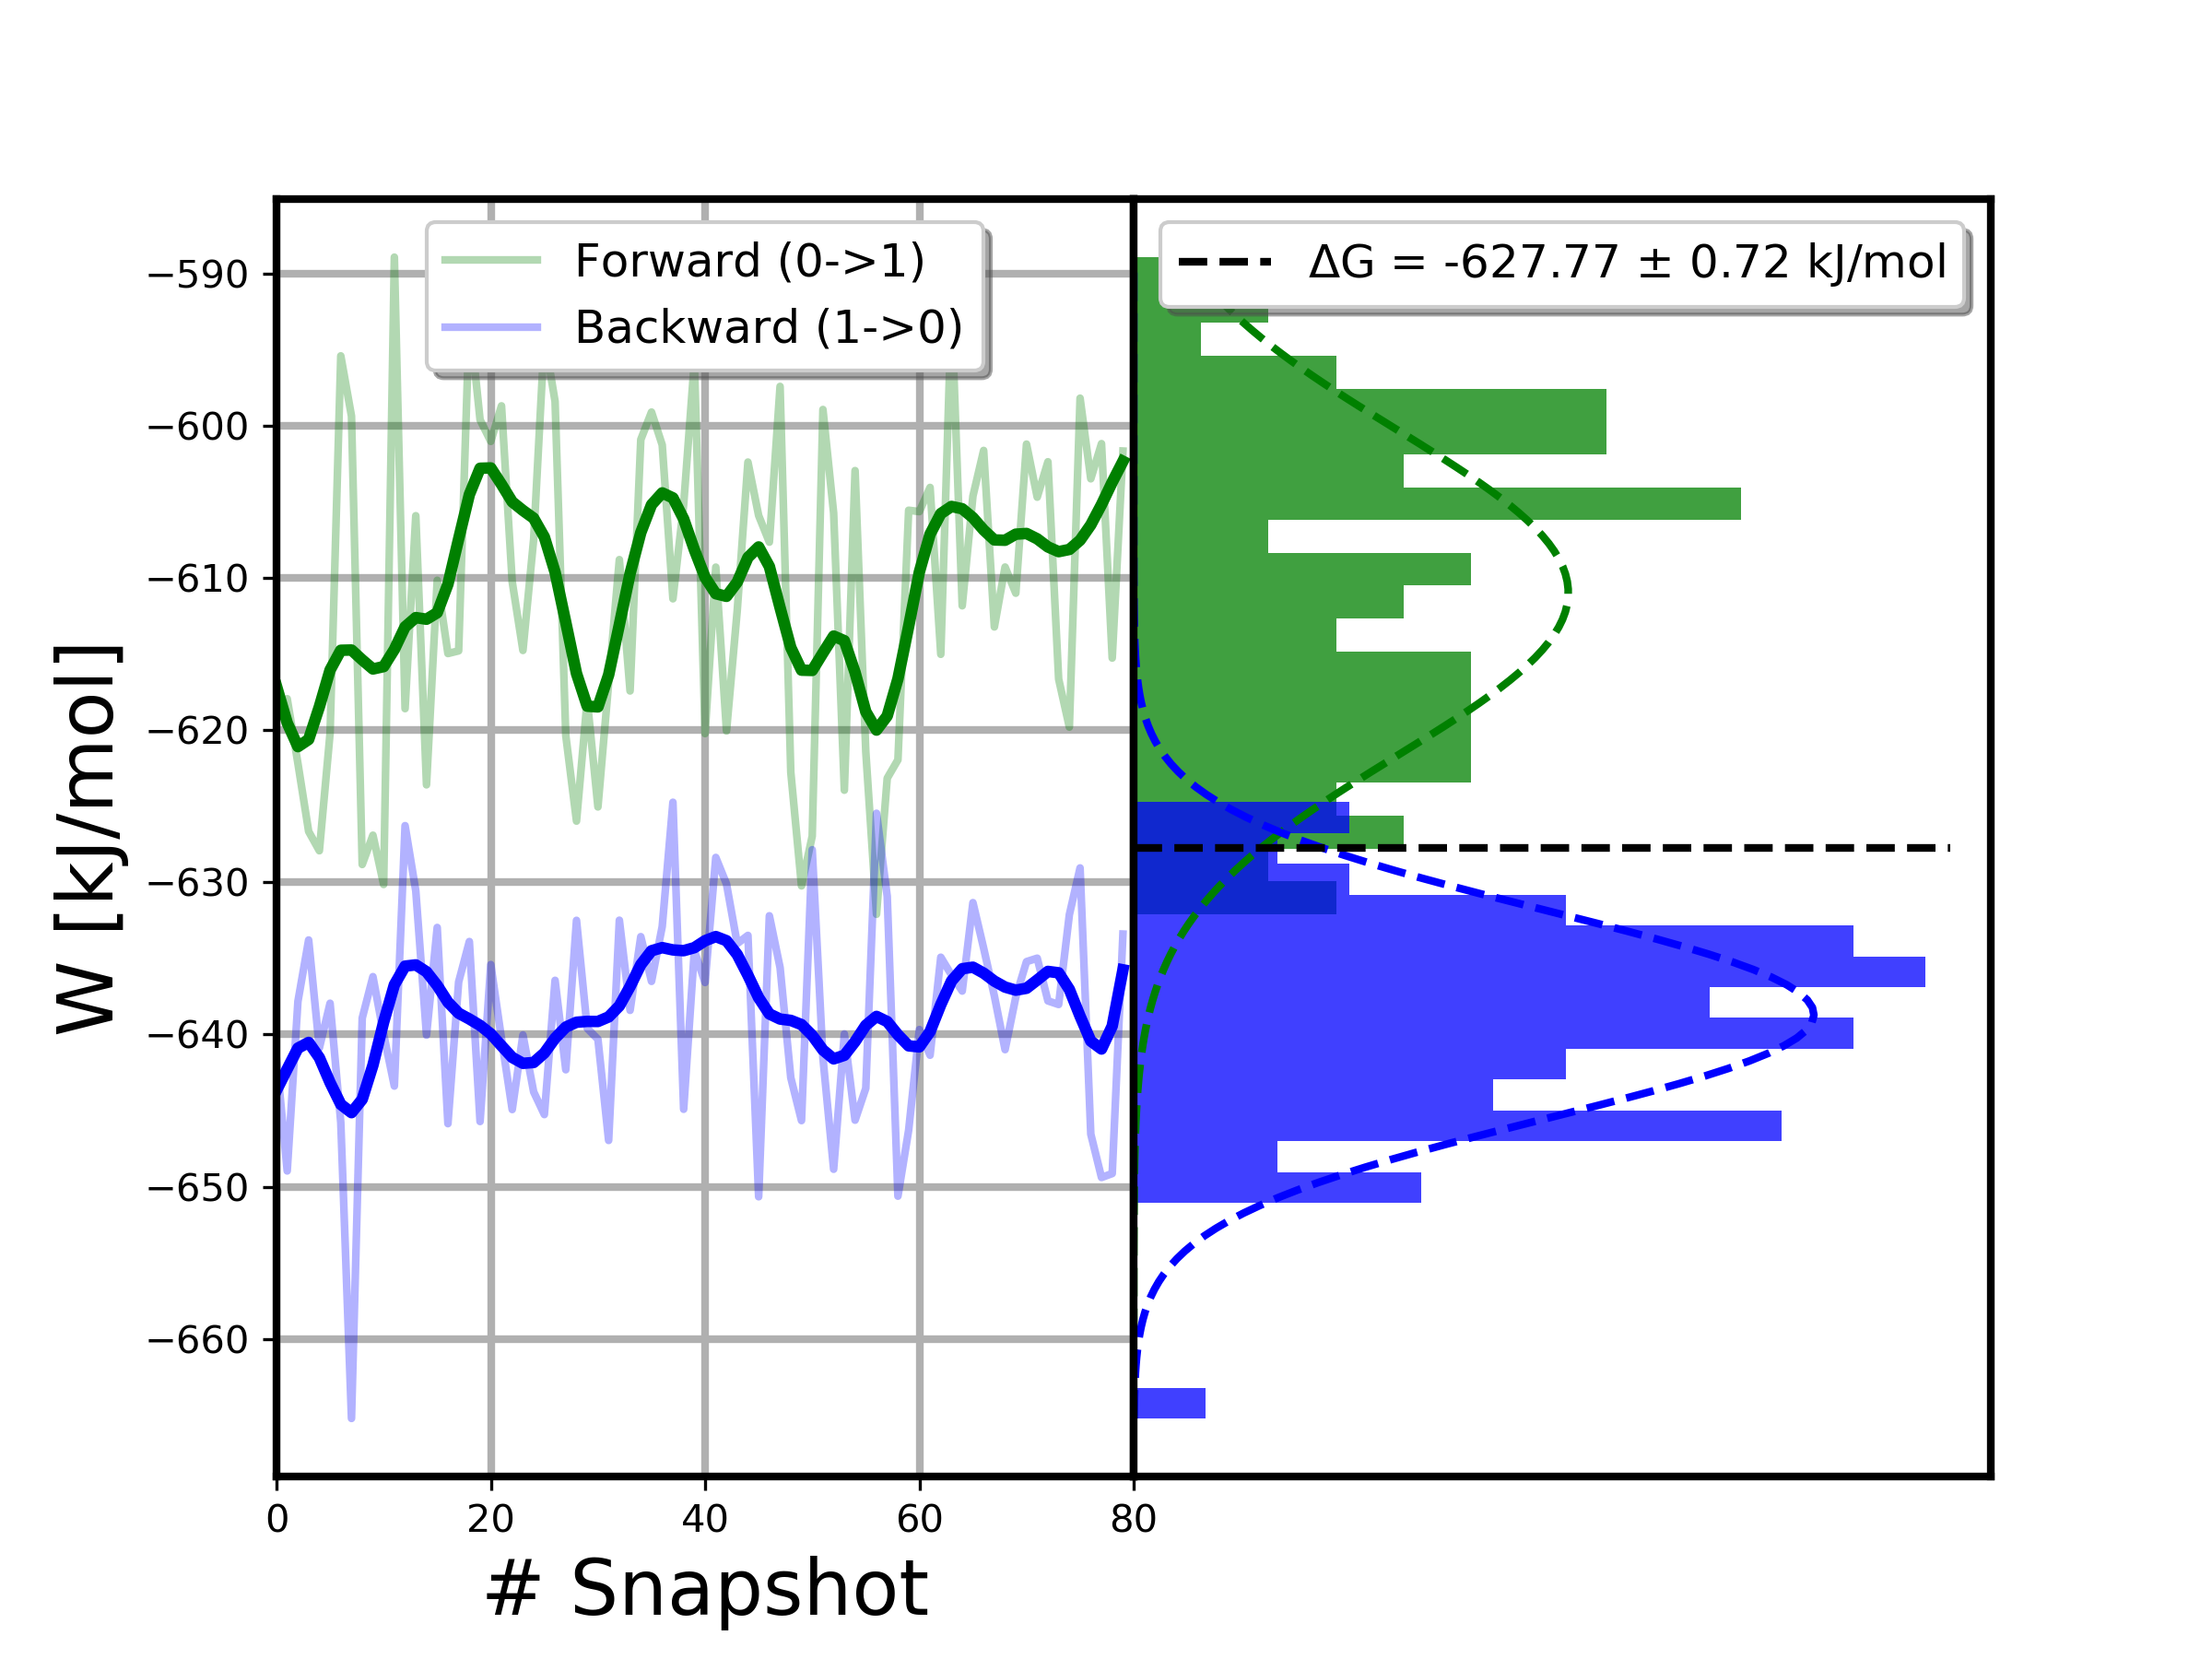 Forward (0->1)
Backward (1->0)
ΔG = -627.77 ± 0.72 kJ/mol
W [kJ/mol]
−590
−600
−610
−620
−630
−640
−650
−660
0 20 40 60 80
# Snapshot